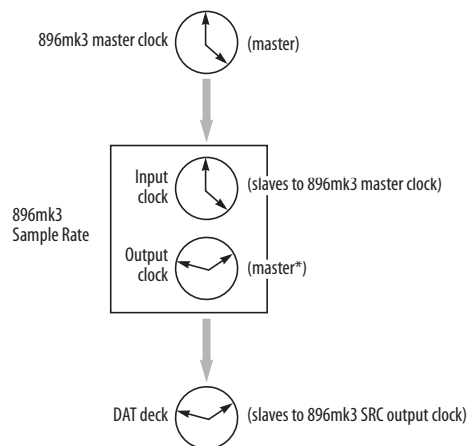 896mk3 master clock
(master)
Input
clock
(slaves to 896mk3 master clock)
896mk3
Sample Rate
Output
clock
(master*)
DAT deck
(slaves to 896mk3 SRC output clock)